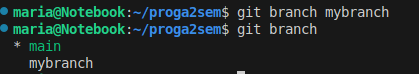 maria@Notebook:~/proga2sem$ git branch mybranch
maria@Notebook:~/proga2sem$ git branch
* main
  mybranch